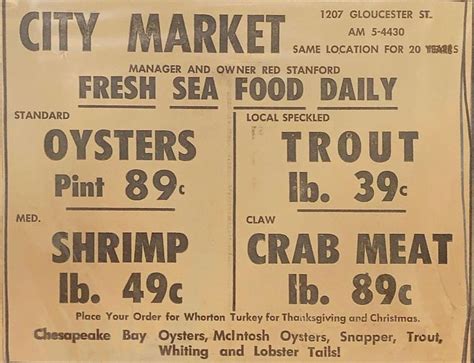 CITY MARKET
1207 GLOUCESTER ST.
AM 5-4430
SAME LOCATION FOR 20 YEARS
MANAGER AND OWNER RED STANFORD
FRESH SEA FOOD DAILY
STANDARD
OYSTERS
Pint 89c
LOCAL SPECKLED
TROUT
lb. 39c
MED.
SHRIMP
lb. 49c
CLAW
CRAB MEAT
lb. 89c
Place Your Order for Whorton Turkey for Thanksgiving and Christmas.
Chesapeake Bay Oysters, McIntosh Oysters, Snapper, Trout,
Whiting and Lobster Tails!